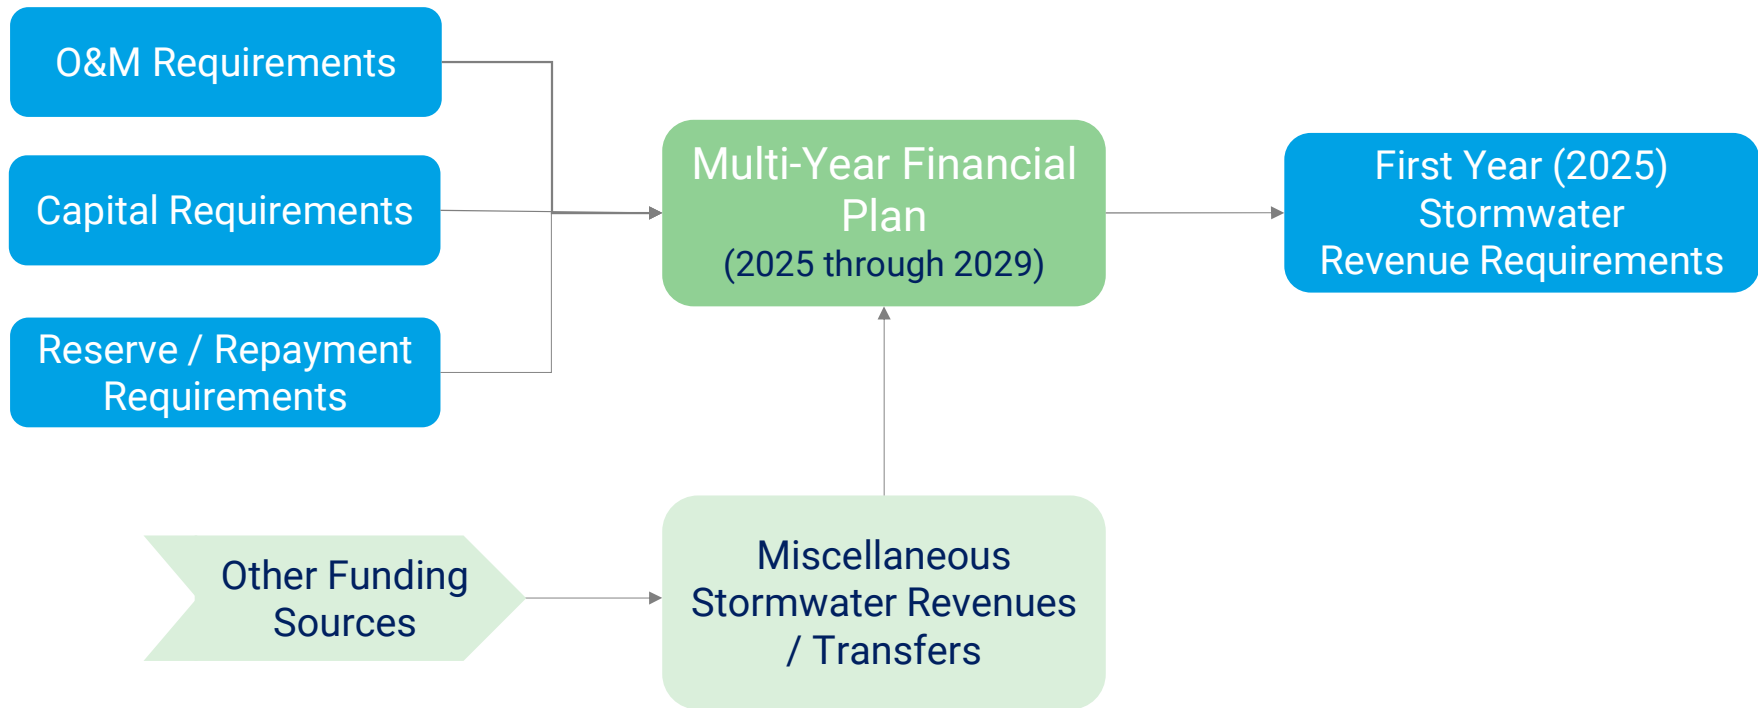 O&M Requirements
Capital Requirements
Reserve / Repayment
Requirements
Multi-Year Financial
Plan
(2025 through 2029)
First Year (2025)
Stormwater
Revenue Requirements
Other Funding
Sources
Miscellaneous
Stormwater Revenues
/ Transfers